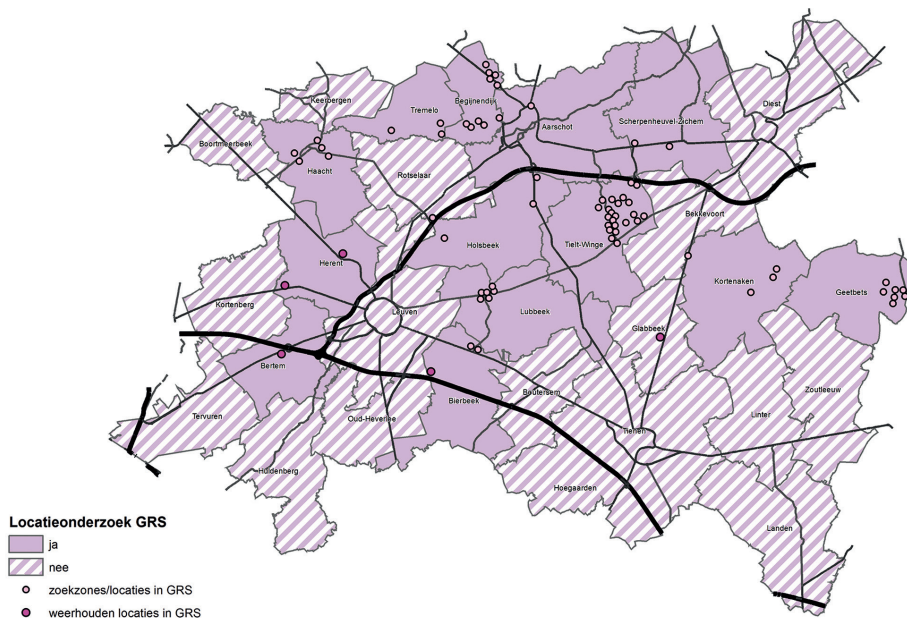 Keerbergen
Tremelo
Begijnendijk
Diest
Boortmeerbeek
Aarschot
Scherpenheuvel-Zichem
Haacht
Rotselaar
Bekkevoort
Holsbeek
Tielt-Winge
Herent
Kortenaken
Geetbets
Kortenberg
Leuven
Lubbeek
Glabbeek
Bertem
Bierbeek
Boutersem
Zoutleeuw
Tervuren
Oud-Heverlee
Linter
Tienen
Huldenberg
Hoegaarden
Landen
Locatieonderzoek GRS
ja
nee
zoekzones/locaties in GRS
weerhouden locaties in GRS